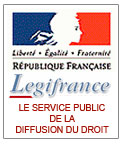 Liberté • Égalité • Fraternité
RÉPUBLIQUE FRANÇAISE
Legifrance
LE SERVICE PUBLIC
DE LA
DIFFUSION DU DROIT